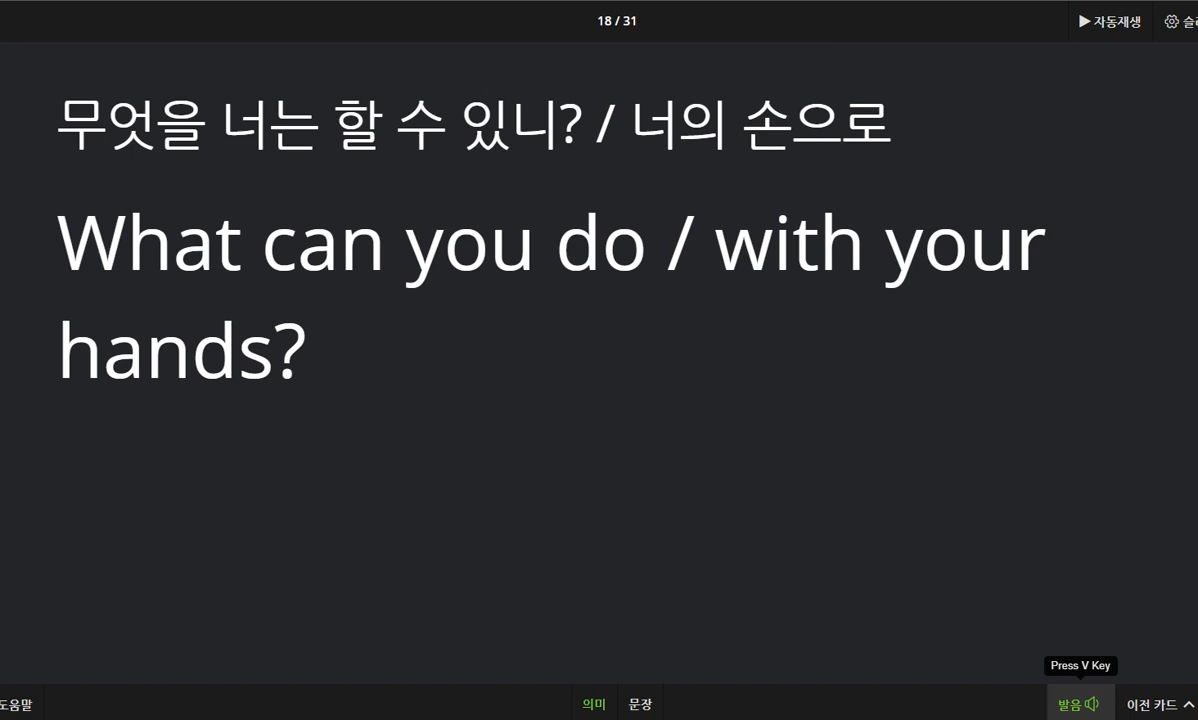 18 / 31
▶ 자동재생
무엇을 너는 할 수 있니? / 너의 손으로
What can you do / with your
hands?
Press V Key
도움말
의미
문장
발음
이전 카드